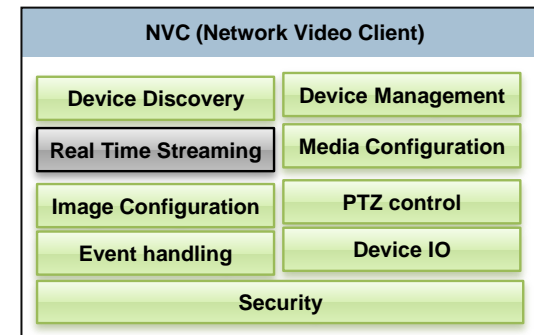 NVC (Network Video Client)
Device Discovery
Device Management
Real Time Streaming
Media Configuration
Image Configuration
PTZ control
Event handling
Device IO
Security